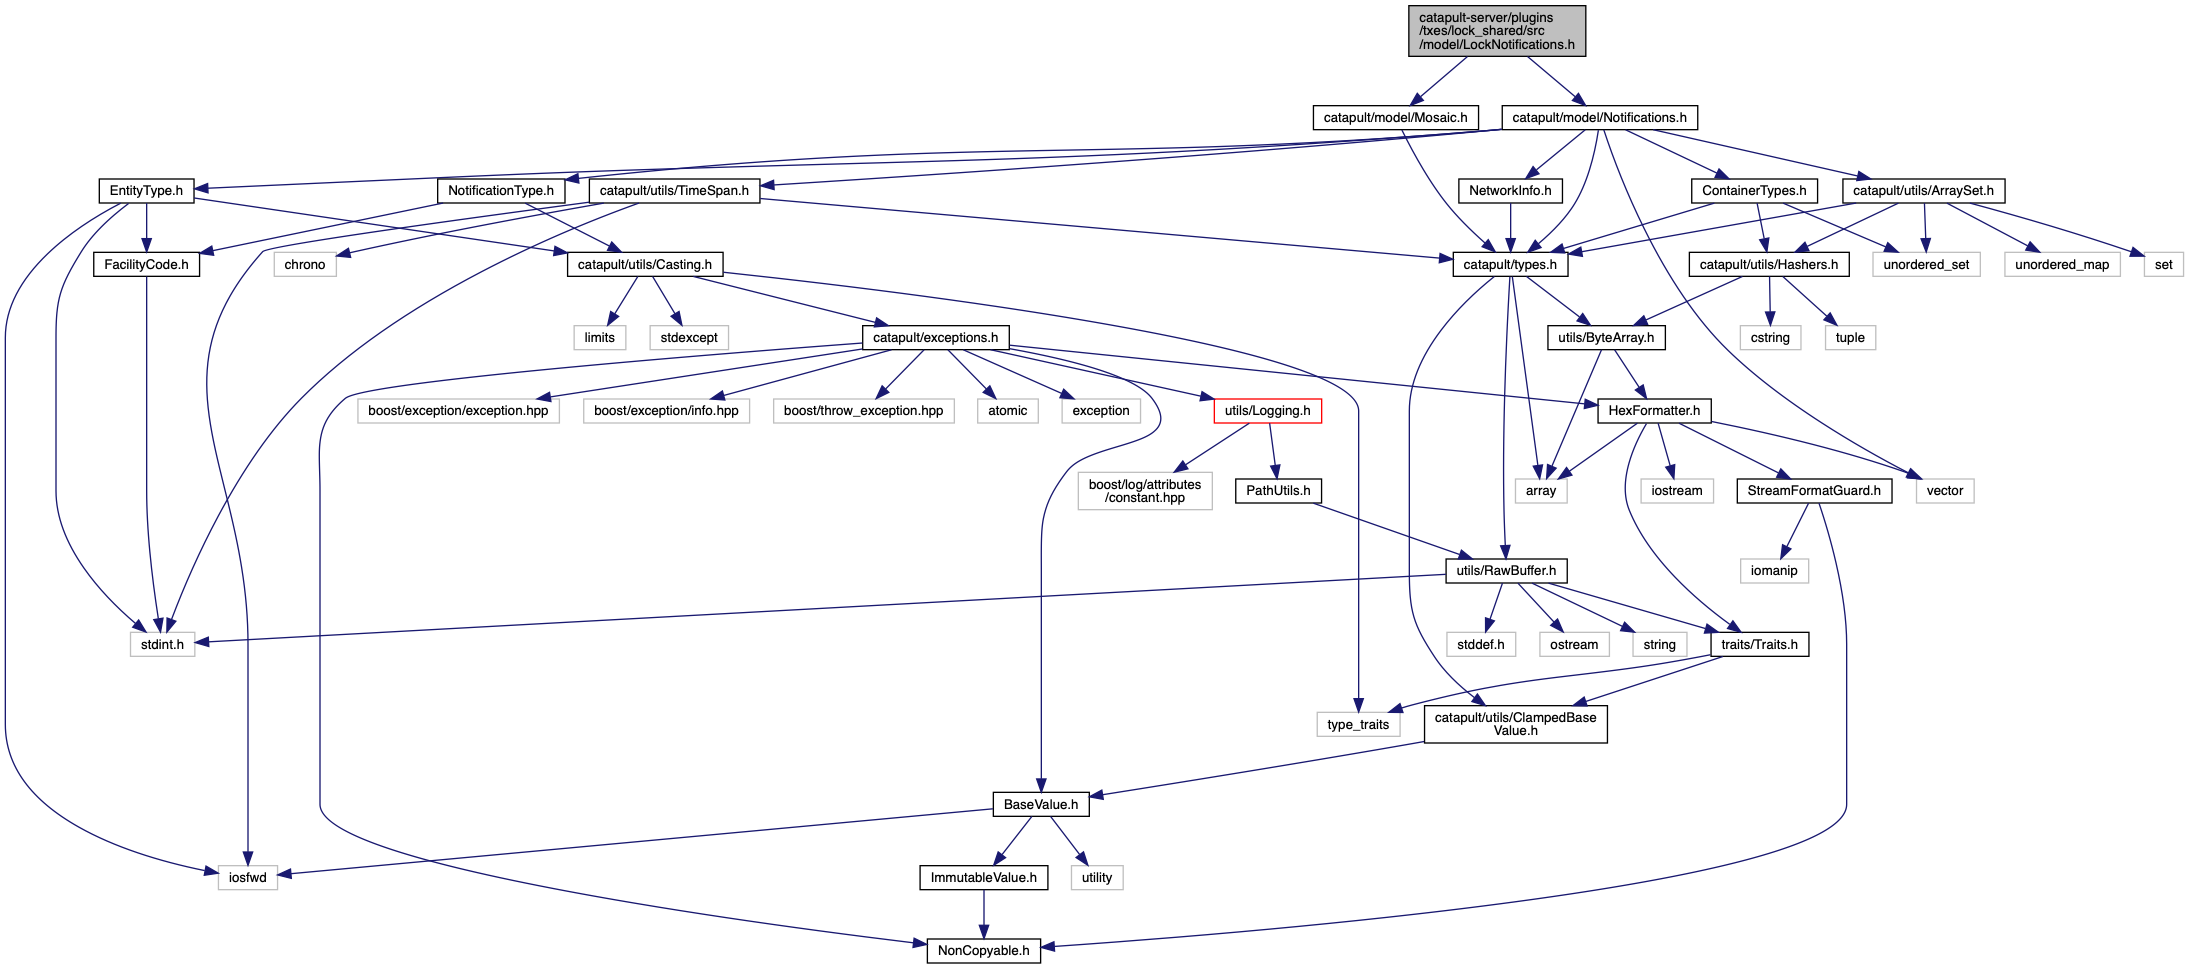 catapult-server/plugins
/txes/lock_shared/src
/model/LockNotifications.h
catapult/model/Mosaic.h
catapult/model/Notifications.h
EntityType.h
NotificationType.h
catapult/utils/TimeSpan.h
NetworkInfo.h
ContainerTypes.h
catapult/utils/ArraySet.h
FacilityCode.h
chrono
catapult/utils/Casting.h
catapult/types.h
catapult/utils/Hashers.h
unordered_set
unordered_map
set
limits
stdexcept
catapult/exceptions.h
utils/ByteArray.h
cstring
tuple
boost/exception/exception.hpp
boost/exception/info.hpp
boost/throw_exception.hpp
atomic
exception
utils/Logging.h
HexFormatter.h
boost/log/attributes
/constant.hpp
PathUtils.h
array
iostream
StreamFormatGuard.h
vector
utils/RawBuffer.h
iomanip
stdint.h
stddef.h
ostream
string
traits/Traits.h
type_traits
catapult/utils/ClampedBase
Value.h
BaseValue.h
iosfwd
ImmutableValue.h
utility
NonCopyable.h